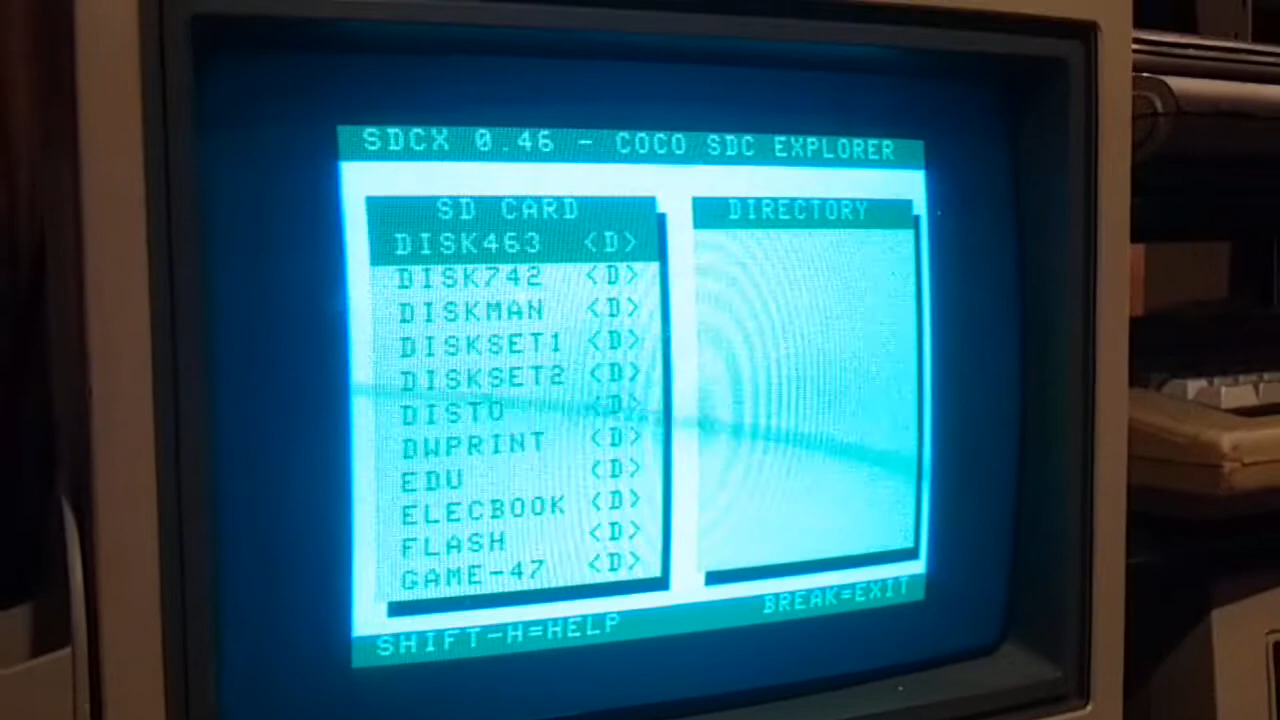 SDCX 0.46 - COCO SDC EXPLORER
SD CARD
DISK463 <D>
DISK742 <D>
DISKMAN <D>
DISKSET1 <D>
DISKSET2 <D>
DISTO <D>
DWPRINT <D>
EDU <D>
ELECBOOK <D>
FLASH <D>
GAME-47 <D>
DIRECTORY
SHIFT-H=HELP BREAK=EXIT